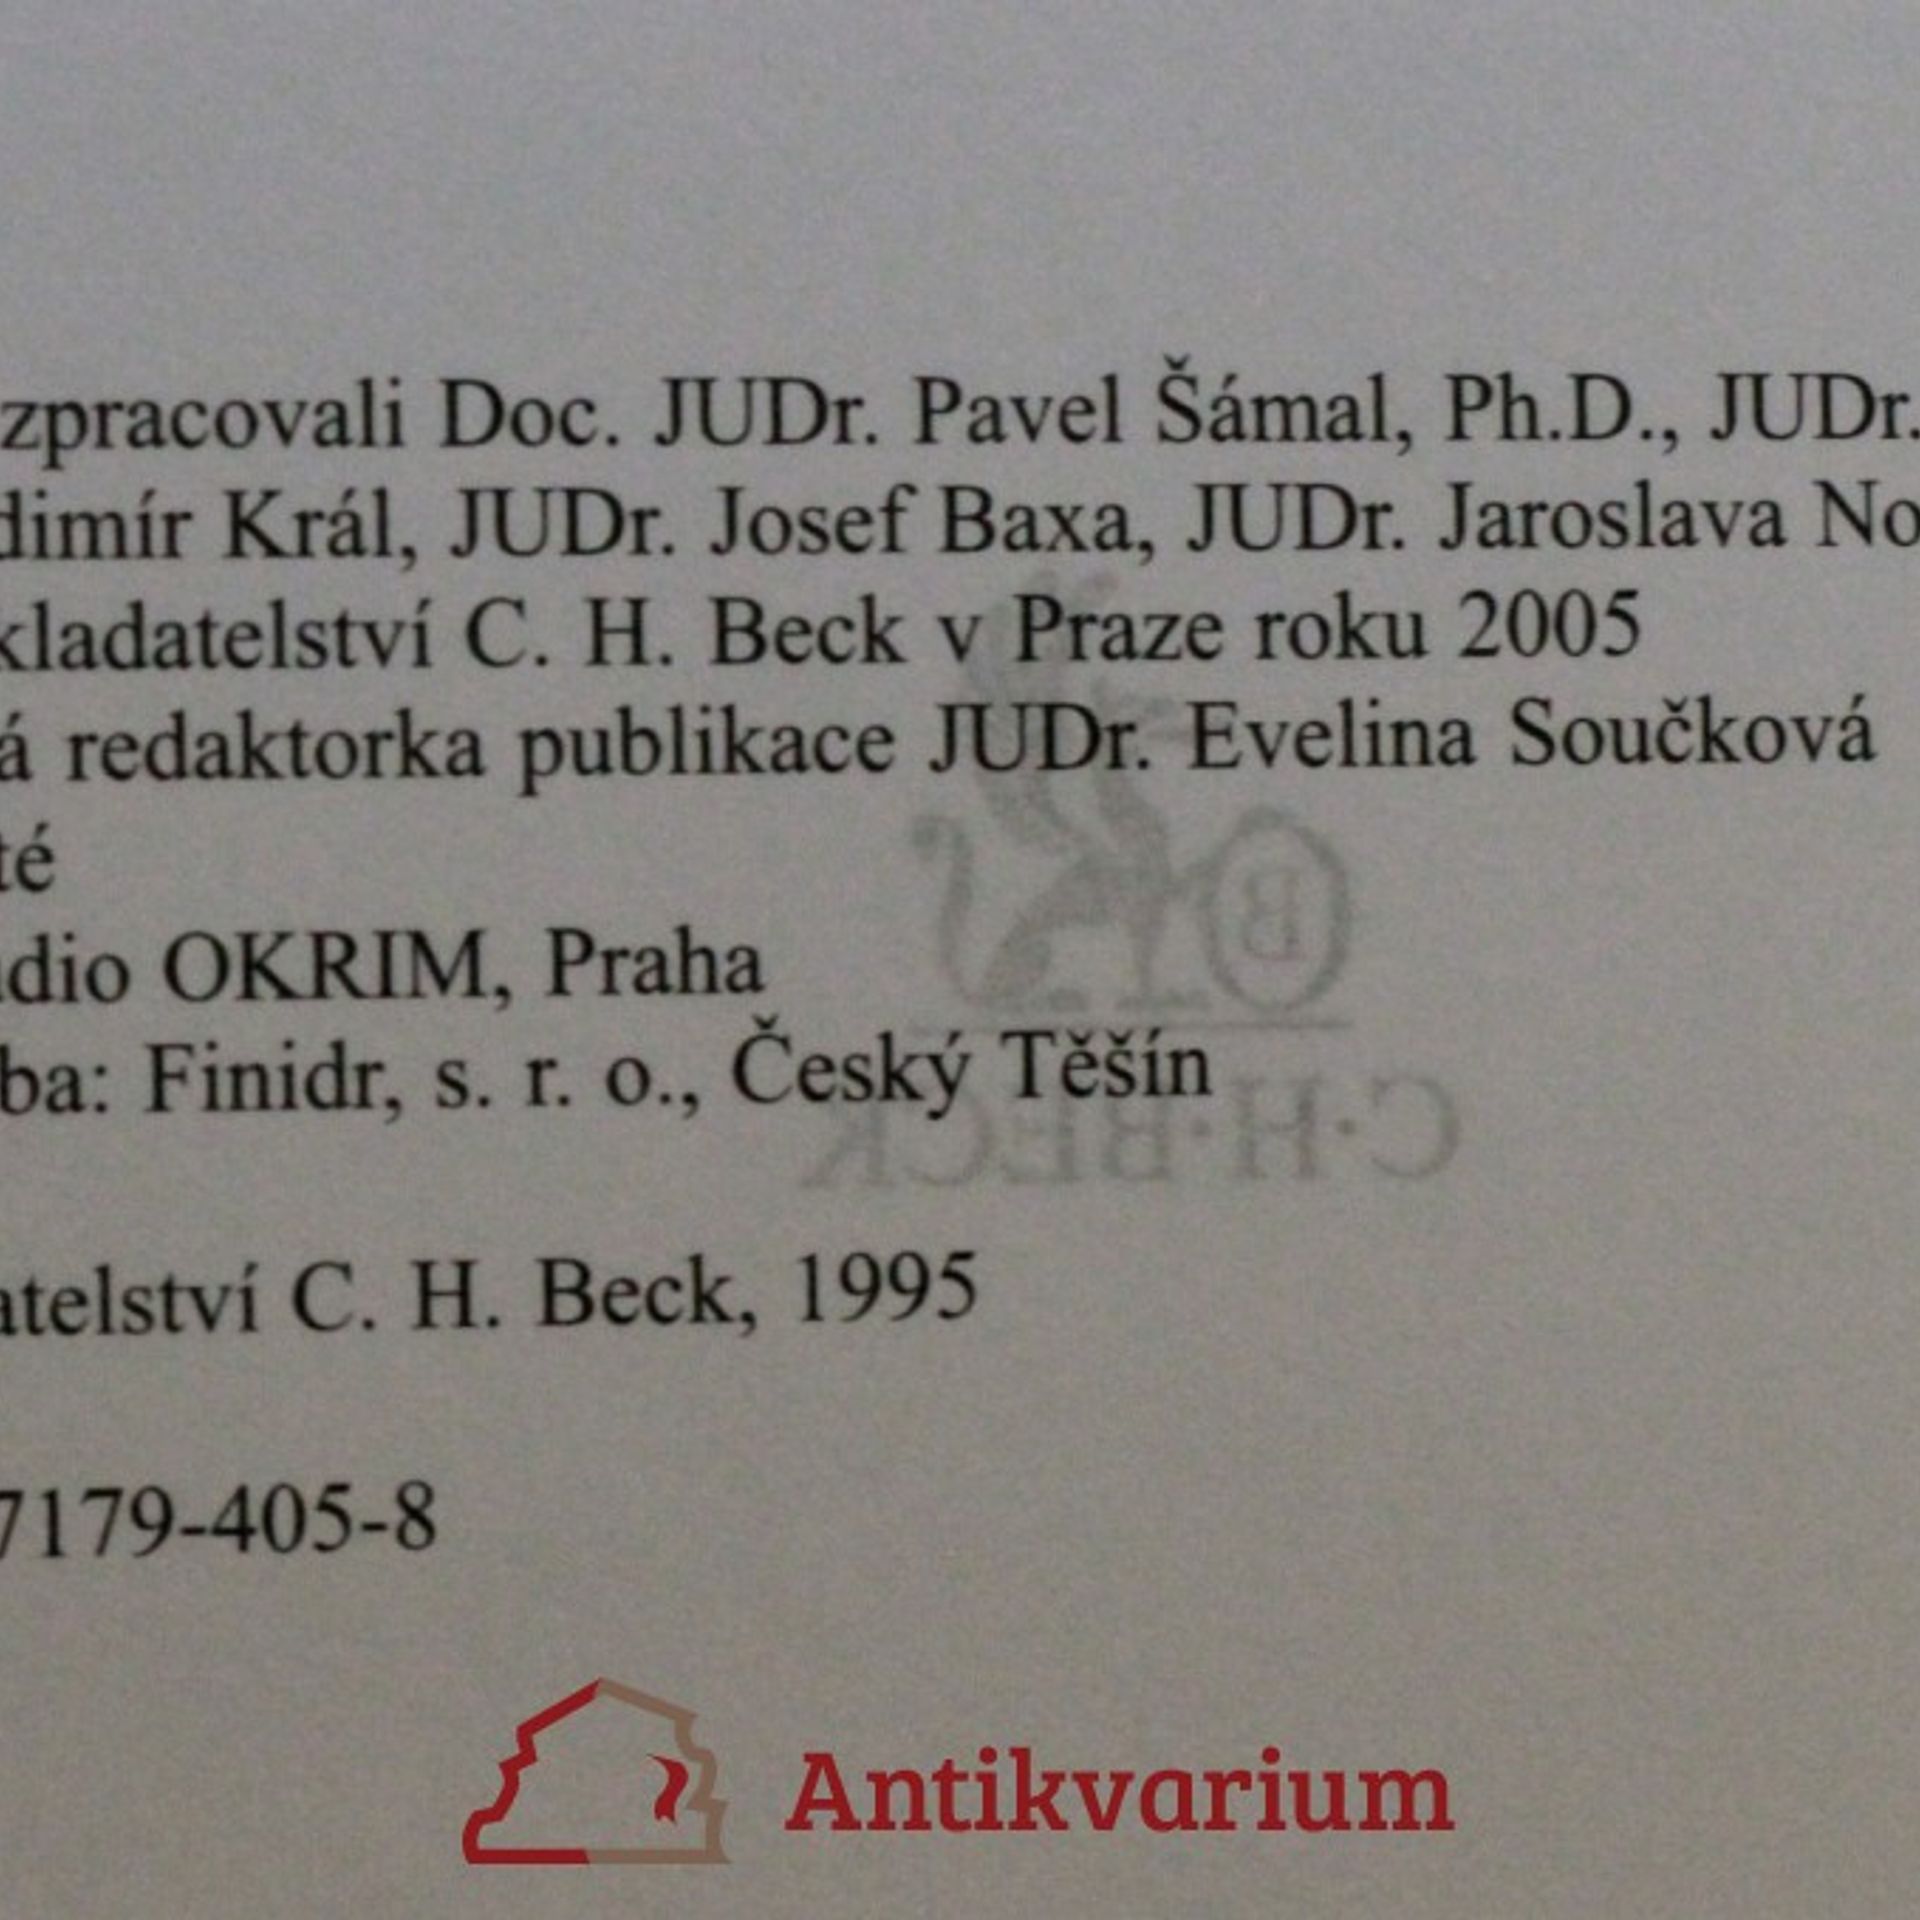 zpracovali Doc. JUDr. Pavel Šámal, Ph.D., JUDr.
dimír Král, JUDr. Josef Baxa, JUDr. Jaroslava No
kladatelství C. H. Beck v Praze roku 2005
á redaktorka publikace JUDr. Evelina Součková
té
dio OKRIM, Praha
ba: Finidr, s. r. o., Český Těšín
C·H·BECK
atelství C. H. Beck, 1995
7179-405-8
Antikvarium